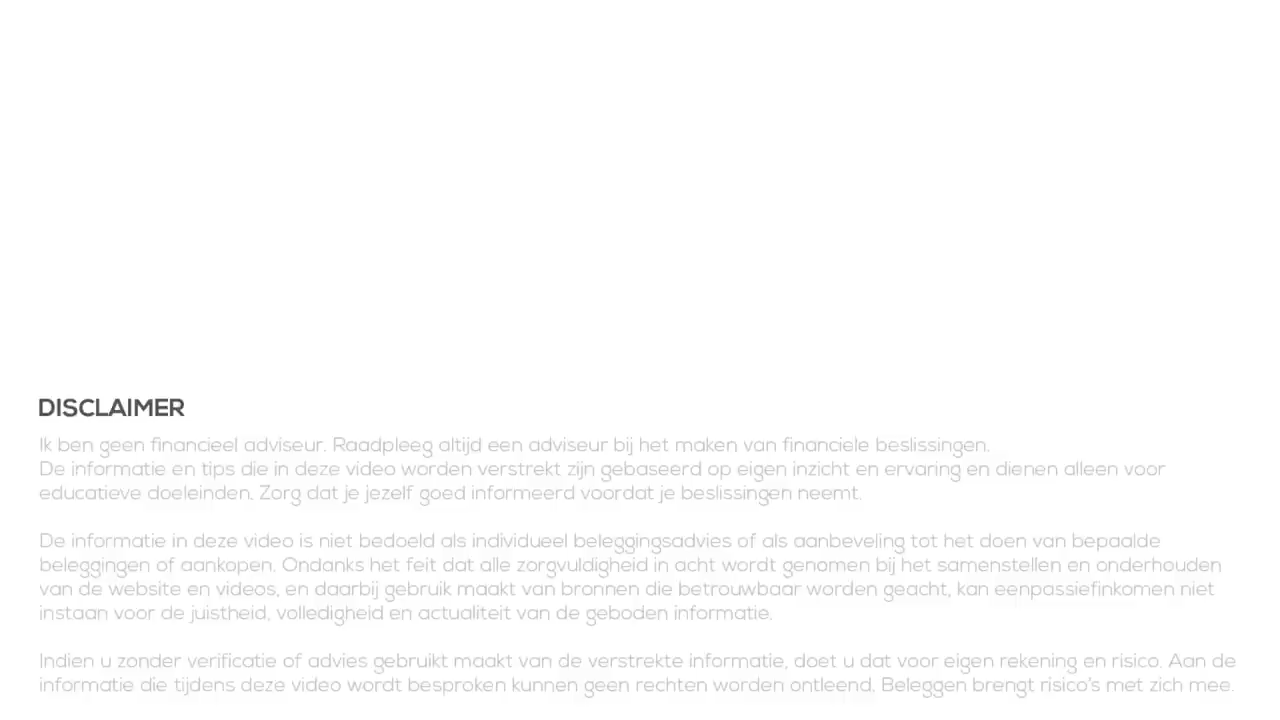 DISCLAIMER
Ik ben geen financieel adviseur. Raadpleeg altijd een adviseur bij het maken van financiele beslissingen.
De informatie en tips die in deze video worden verstrekt zijn gebaseerd op eigen inzicht en ervaring en dienen alleen voor
educatieve doeleinden. Zorg dat je jezelf goed informeerd voordat je beslissingen neemt.
De informatie in deze video is niet bedoeld als individueel beleggingsadvies of als aanbeveling tot het doen van bepaalde
beleggingen of aankopen. Ondanks het feit dat alle zorgvuldigheid in acht wordt genomen bij het samenstellen en onderhouden
van de website en videos, en daarbij gebruik maakt van bronnen die betrouwbaar worden geacht, kan eenpassiefinkomen niet
instaan voor de juistheid, volledigheid en actualiteit van de geboden informatie.
Indien u zonder verificatie of advies gebruikt maakt van de verstrekte informatie, doet u dat voor eigen rekening en risico. Aan de
informatie die tijdens deze video wordt besproken kunnen geen rechten worden ontleend. Beleggen brengt risico's met zich mee.